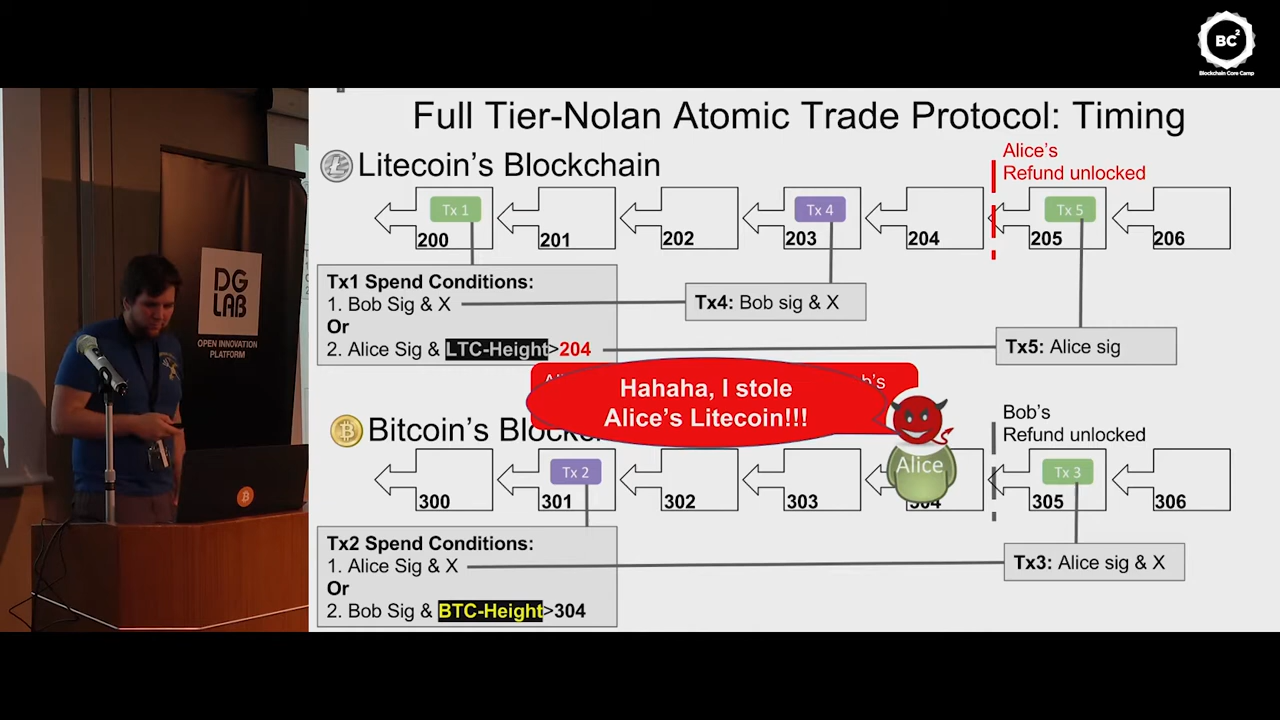 BC2
Blockchain Core Camp
Full Tier-Nolan Atomic Trade Protocol: Timing
Litecoin's Blockchain
Alice's
Refund unlocked
Tx 1
Tx 4
Tx 5
200
201
202
203
204
205
206
Tx1 Spend Conditions:
1. Bob Sig & X
Or
2. Alice Sig & LTC-Height>204
Tx4: Bob sig & X
Tx5: Alice sig
Hahaha, I stole
Alice's Litecoin!!!
Alice
Bitcoin's
Bob's
Refund unlocked
Tx 2
Tx 3
300
301
302
303
304
305
306
Tx2 Spend Conditions:
1. Alice Sig & X
Or
2. Bob Sig & BTC-Height>304
Tx3: Alice sig & X
DG
LAB
OPEN INNOVATION
PLATFORM